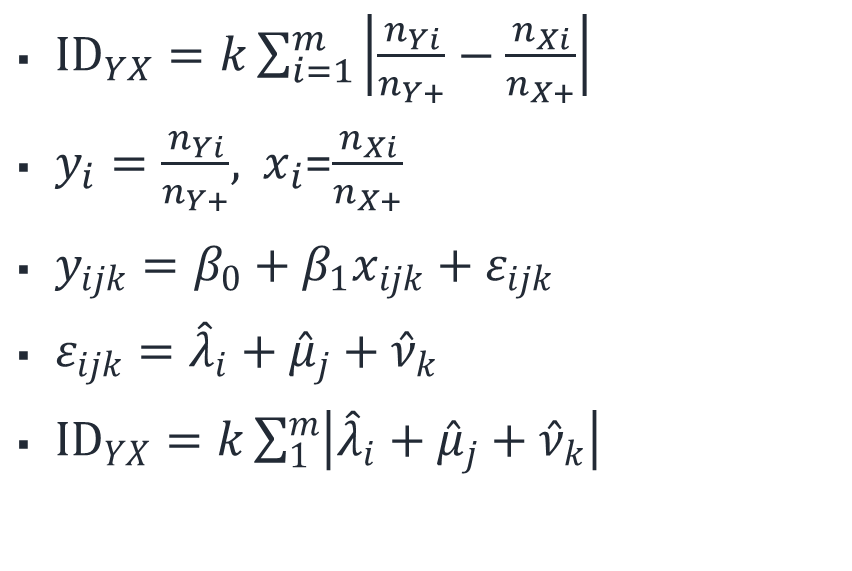 ▪ ID_{YX} = k ∑_{i=1}^{m} |n_{Yi}/n_{Y+} − n_{Xi}/n_{X+}|
▪ y_i = n_{Yi}/n_{Y+}, x_i=n_{Xi}/n_{X+}
▪ y_{ijk} = β_0 + β_1x_{ijk} + ε_{ijk}
▪ ε_{ijk} = λ̂_i + μ̂_j + ν̂_k
▪ ID_{YX} = k ∑_1^m |λ̂_i + μ̂_j + ν̂_k|